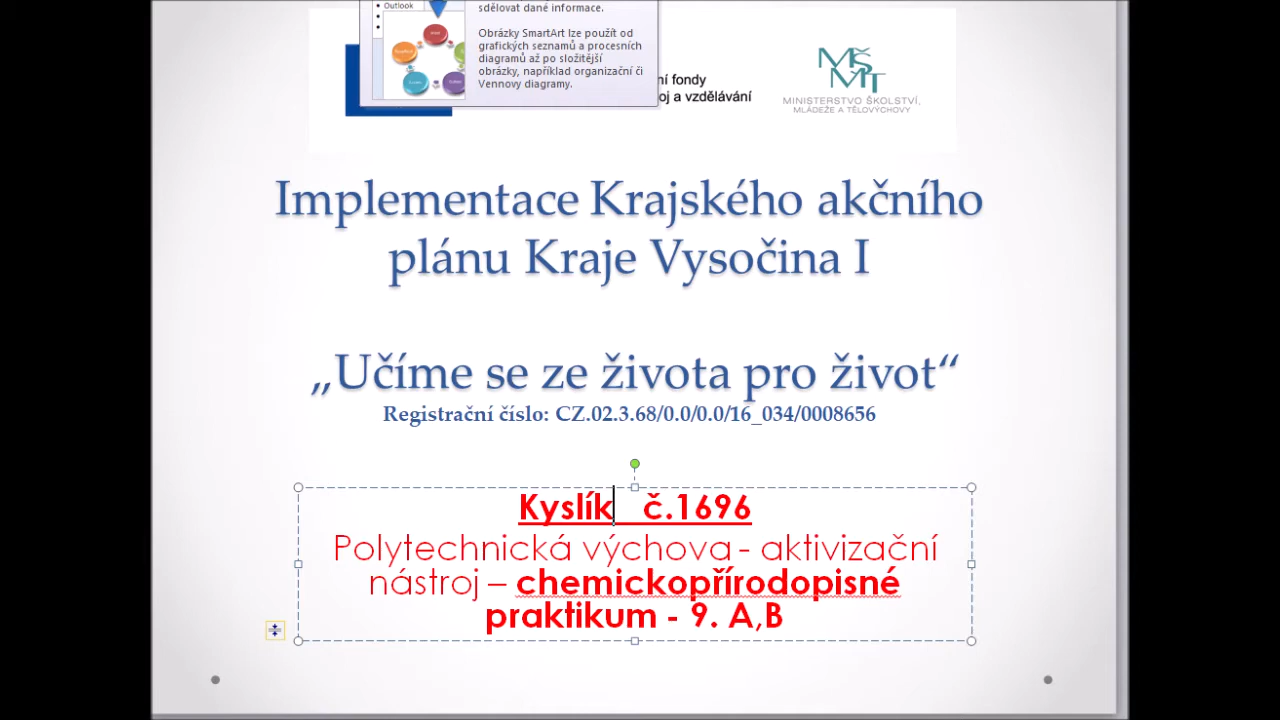 Outlook
sdělovat dané informace.
Obrázky SmartArt lze použít od
grafických seznamů a procesních
diagramů až po složitější
obrázky, například organizační či
Vennovy diagramy.
ní fondy
oj a vzdělávání
MŠMT
MINISTERSTVO ŠKOLSTVÍ,
MLÁDEŽE A TĚLOVÝCHOVY
Implementace Krajského akčního
plánu Kraje Vysočina I
„Učíme se ze života pro život“
Registrační číslo: CZ.02.3.68/0.0/0.0/16_034/0008656
Kyslík č.1696
Polytechnická výchova - aktivizační
nástroj – chemickopřírodopisné
praktikum - 9. A,B